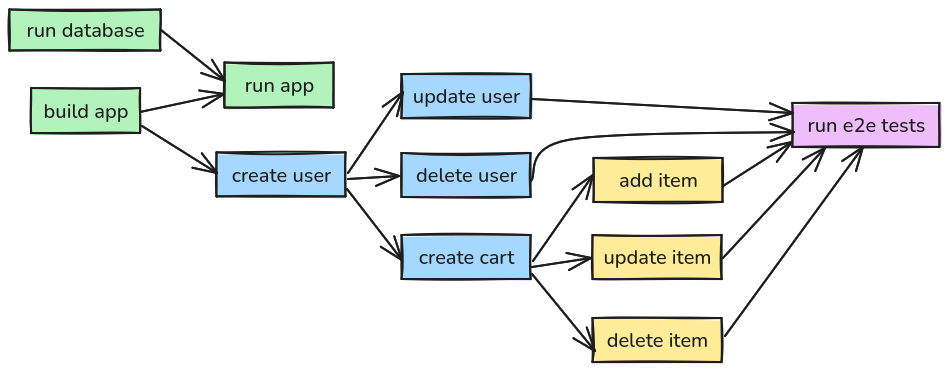 run database
run app
build app
update user
run e2e tests
create user
delete user
add item
create cart
update item
delete item